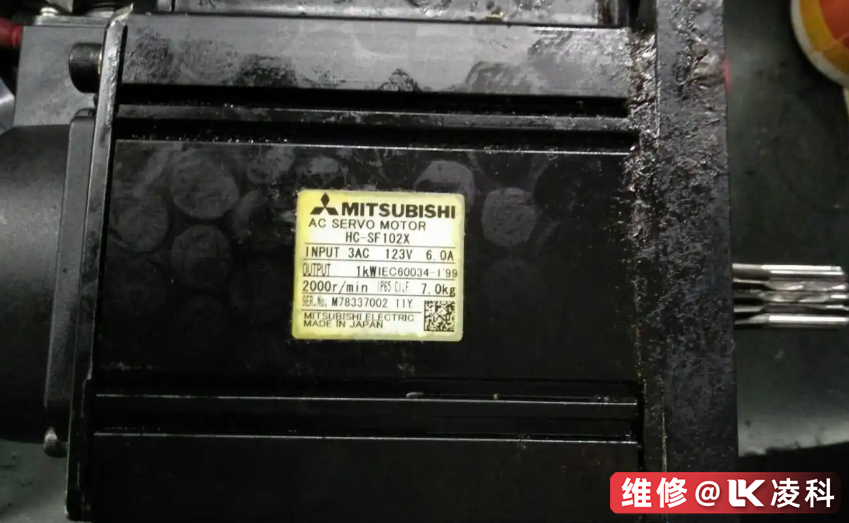 MITSUBISHI
AC SERVO MOTOR
HC-SF102X
INPUT 3AC 123V 6.0A
OUTPUT 1kW IEC60034-1'99
2000r/min IP65 Cl.F 7.0kg
SER.No. M78337002 11Y
MITSUBISHI ELECTRIC
MADE IN JAPAN
维修@LK凌科